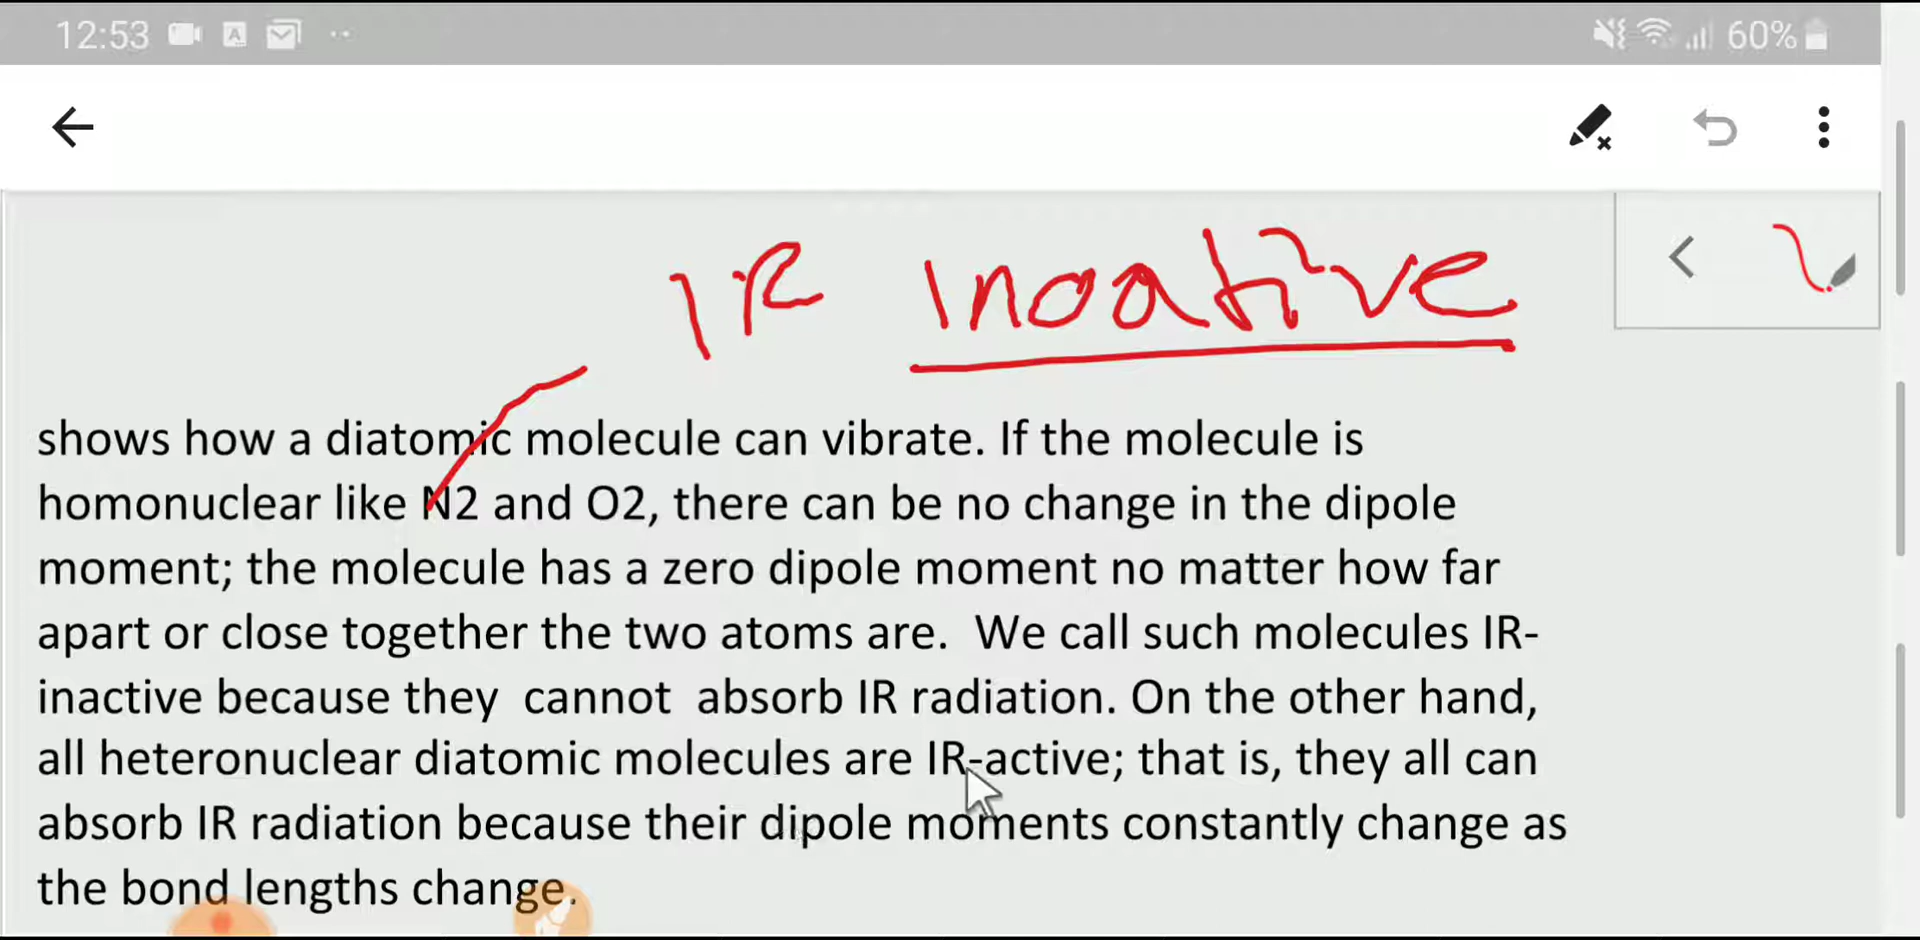 12:53
60%
IR inoative
shows how a diatomic molecule can vibrate. If the molecule is
homonuclear like N2 and O2, there can be no change in the dipole
moment; the molecule has a zero dipole moment no matter how far
apart or close together the two atoms are. We call such molecules IR-
inactive because they cannot absorb IR radiation. On the other hand,
all heteronuclear diatomic molecules are IR-active; that is, they all can
absorb IR radiation because their dipole moments constantly change as
the bond lengths change.